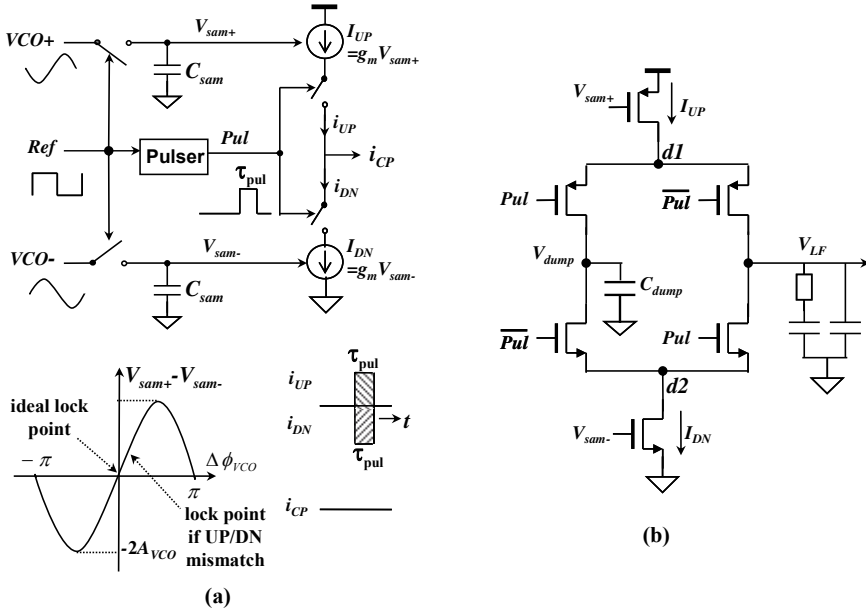 VCO+
V_sam+
C_sam
I_UP
=g_m V_sam+
Ref
Pulser
Pul
τ_pul
i_UP
i_CP
i_DN
VCO-
V_sam-
C_sam
I_DN
=g_m V_sam-
V_sam+ - V_sam-
ideal lock
point
- π
Δϕ_VCO
π
lock point
if UP/DN
mismatch
-2A_VCO
τ_pul
i_UP
i_DN
t
τ_pul
i_CP
(a)
V_sam+
I_UP
d1
Pul
P̅u̅l̅
V_dump
C_dump
V_LF
P̅u̅l̅
Pul
d2
V_sam-
I_DN
(b)